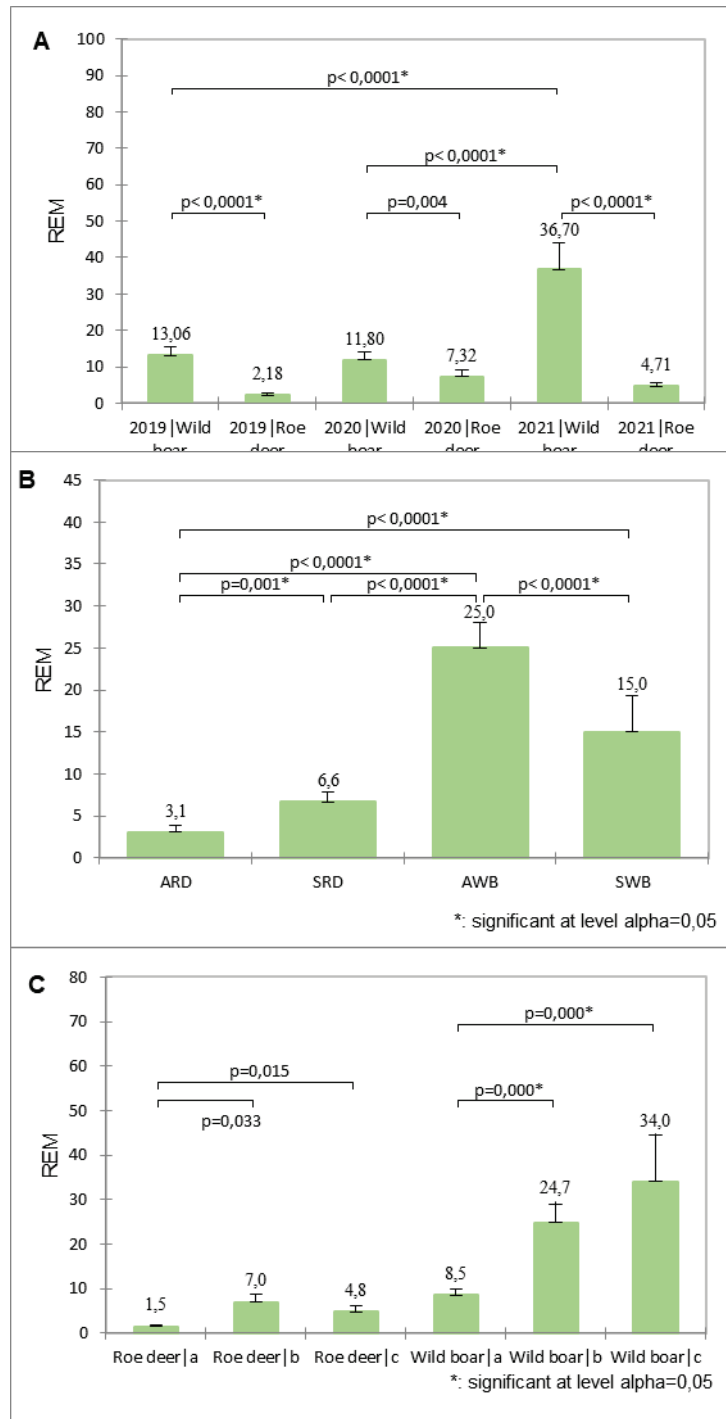 A
100
90
80
70
60
50
40
30
20
10
0
REM
p< 0,0001*
p< 0,0001*
p< 0,0001* p=0,004 p< 0,0001*
36,70
13,06 2,18 11,80 7,32 4,71
2019|Wild 2019|Roe 2020|Wild 2020|Roe 2021|Wild 2021|Roe
boar deer boar deer boar deer
B
45
40
35
30
25
20
15
10
5
0
REM
p< 0,0001*
p< 0,0001*
p=0,001* p< 0,0001* p< 0,0001*
25,0
15,0
6,6
3,1
ARD SRD AWB SWB
*: significant at level alpha=0,05
C
80
70
60
50
40
30
20
10
0
REM
p=0,000*
p=0,015
p=0,000*
p=0,033
34,0
24,7
1,5 7,0 4,8 8,5
Roe deer|a Roe deer|b Roe deer|c Wild boar|a Wild boar|b Wild boar|c
*: significant at level alpha=0,05